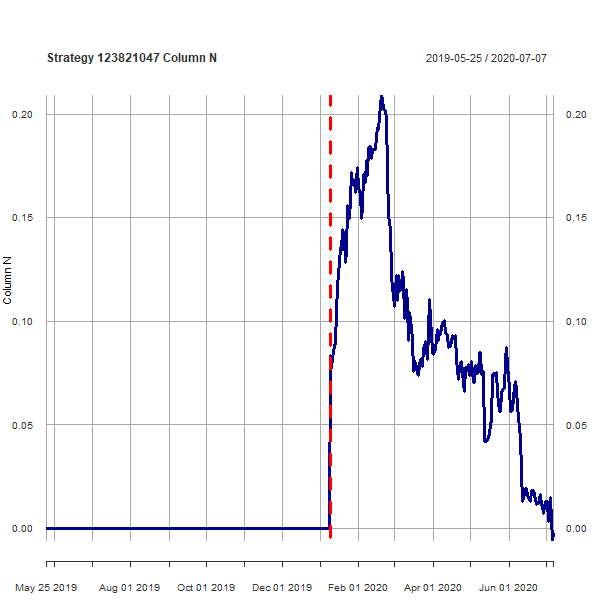 Strategy 123821047 Column N
2019-05-25 / 2020-07-07
0.20
0.20
0.15
0.15
Column N
0.10
0.10
0.05
0.05
0.00
0.00
May 25 2019
Aug 01 2019
Oct 01 2019
Dec 01 2019
Feb 01 2020
Apr 01 2020
Jun 01 2020